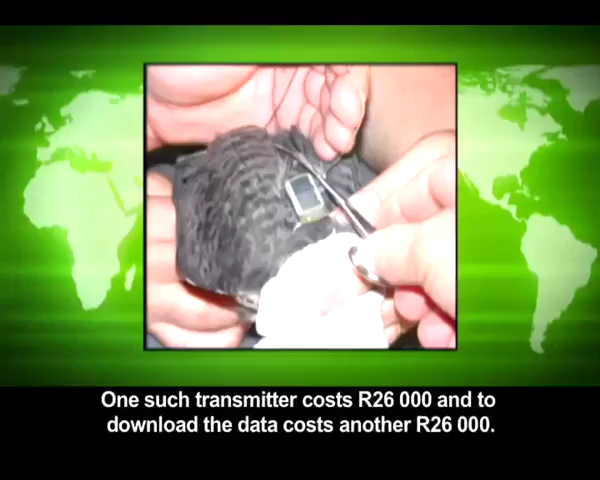 One such transmitter costs R26 000 and to
download the data costs another R26 000.